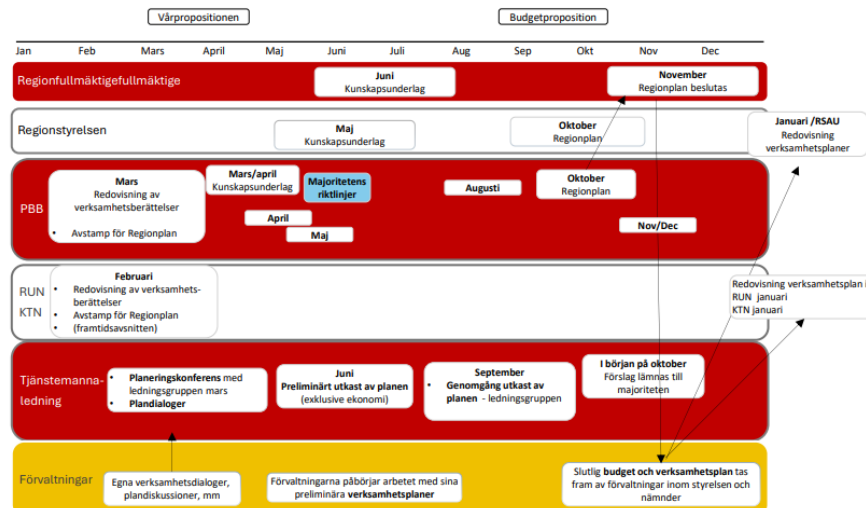 Vårpropositionen
Budgetproposition
Jan Feb Mars April Maj Juni Juli Aug Sep Okt Nov Dec
Regionfullmäktigefullmäktige
Juni
Kunskapsunderlag
November
Regionplan beslutas
Regionstyrelsen
Maj
Kunskapsunderlag
Oktober
Regionplan
Januari /RSAU
Redovisning
verksamhetsplaner
PBB
Mars
Redovisning av
verksamhetsberättelser
• Avstamp för Regionplan
Mars/april
Kunskapsunderlag
Majoritetens
riktlinjer
Augusti
Oktober
Regionplan
April
Maj
Nov/Dec
RUN
KTN
Februari
• Redovisning av verksamhets-
berättelser
• Avstamp för Regionplan
• (framtidsavsnitten)
Redovisning verksamhetsplan i
RUN januari
KTN januari
Tjänstemanna-
ledning
• Planeringskonferens med
ledningsgruppen mars
• Plandialoger
Juni
Preliminärt utkast av planen
(exklusive ekonomi)
September
• Genomgång utkast av
planen - ledningsgruppen
I början på oktober
Förslag lämnas till
majoriteten
Förvaltningar
Egna verksamhetsdialoger,
plandiskussioner, mm
Förvaltningarna påbörjar arbetet med sina
preliminära verksamhetsplaner
Slutlig budget och verksamhetsplan tas
fram av förvaltningar inom styrelsen och
nämnder